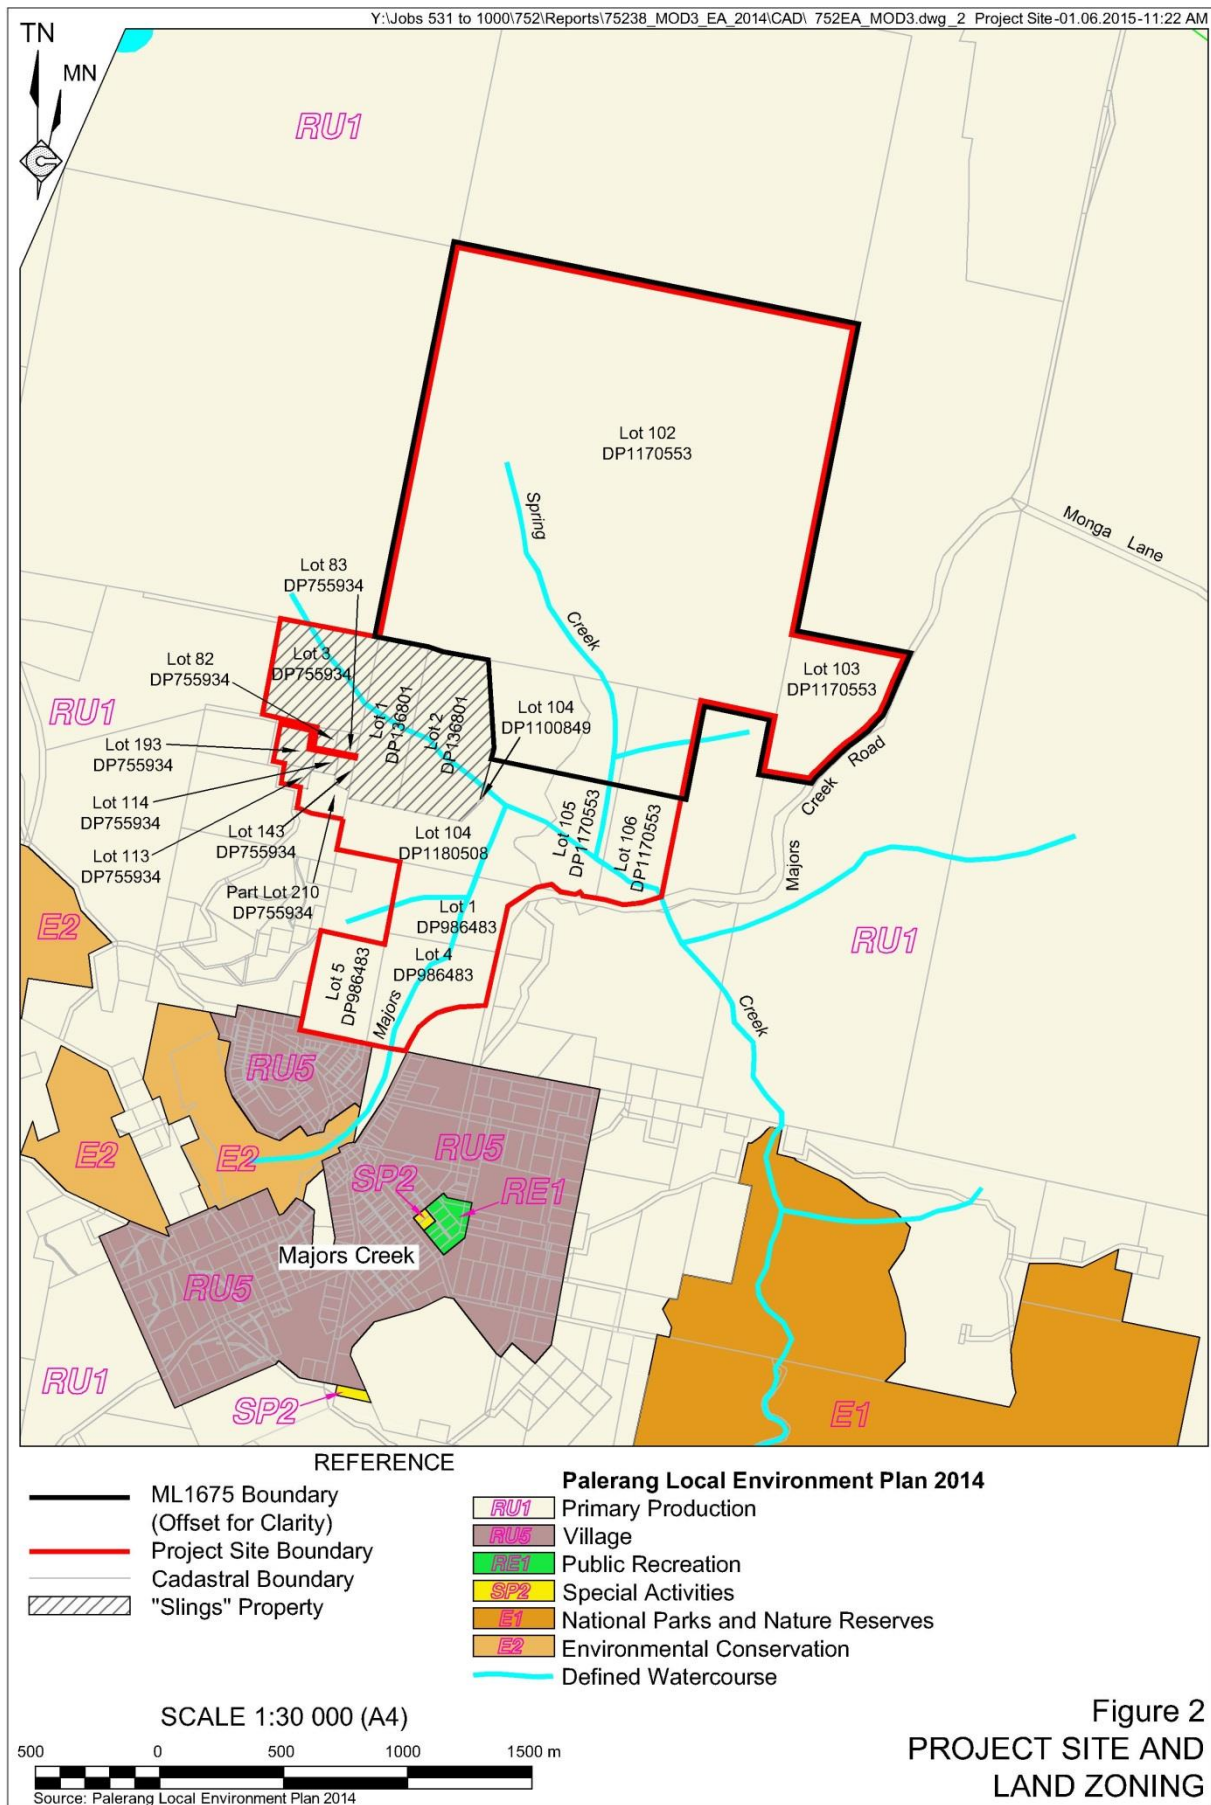 Y:\Jobs 531 to 1000\752\Reports\75238_MOD3_EA_2014\CAD\ 752EA_MOD3.dwg_2 Project Site-01.06.2015-11:22 AM
TN
MN
RU1
Lot 102
DP1170553
Spring
Creek
Monga Lane
Lot 83
DP755934
Lot 82
DP755934
Lot 3
DP755934
Lot 1
DP136801
Lot 2
DP136801
Lot 104
DP1100849
Lot 103
DP1170553
RU1
Lot 193
DP755934
Lot 114
DP755934
Lot 113
DP755934
Lot 143
DP755934
Part Lot 210
DP755934
Lot 104
DP1180508
Lot 105
DP1170553
Lot 106
DP1170553
Majors
Creek
Road
Lot 1
DP986483
Lot 4
DP986483
Lot 5
DP986483
Majors
Creek
RU1
E2
RU5
E2
E2
RU5
SP2
RE1
Majors Creek
RU5
RU1
SP2
E1
REFERENCE
ML1675 Boundary
(Offset for Clarity)
Project Site Boundary
Cadastral Boundary
"Slings" Property
Palerang Local Environment Plan 2014
RU1 Primary Production
RU5 Village
RE1 Public Recreation
SP2 Special Activities
E1 National Parks and Nature Reserves
E2 Environmental Conservation
Defined Watercourse
SCALE 1:30 000 (A4)
500 0 500 1000 1500 m
Source: Palerang Local Environment Plan 2014
Figure 2
PROJECT SITE AND
LAND ZONING